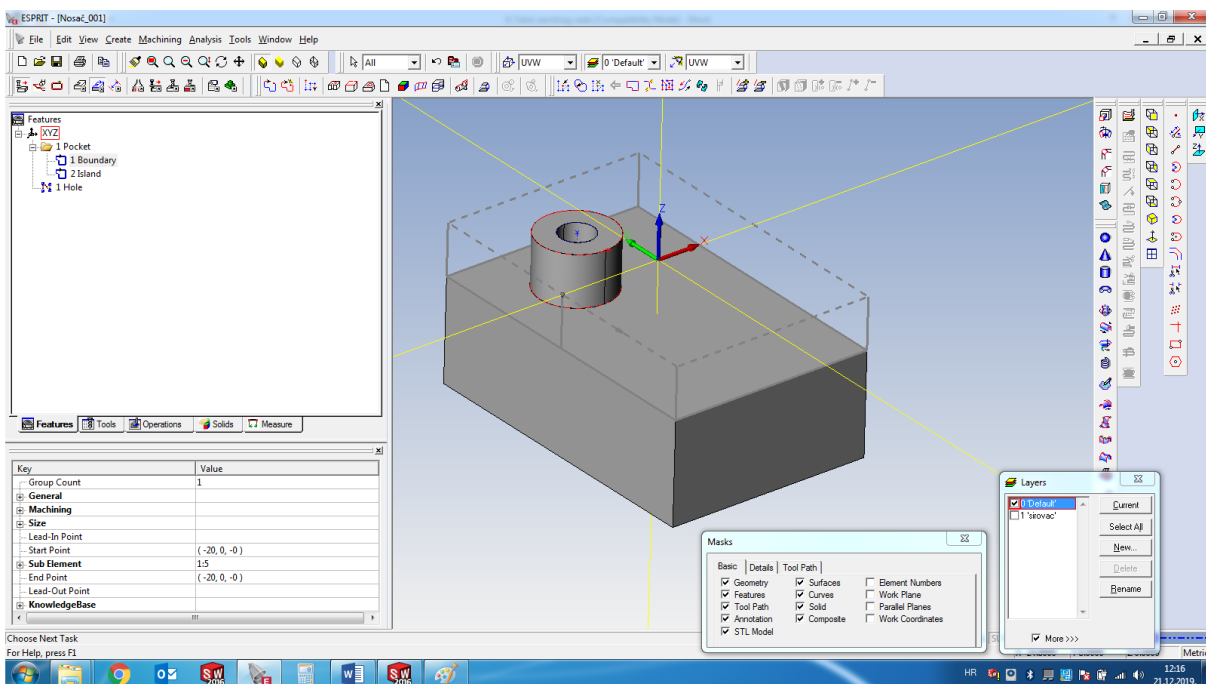 ESPRIT - [Nosač_001]
File Edit View Create Machining Analysis Tools Window Help
All
UVW
0 'Default'
UVW
Features
XYZ
1 Pocket
1 Boundary
2 Island
1 Hole
Z
X
Features Tools Operations Solids Measure
Key Value
Group Count 1
General
Machining
Size
Lead-In Point
Start Point ( -20, 0, -0 )
Sub Element 1:5
End Point ( -20, 0, -0 )
Lead-Out Point
KnowledgeBase
Masks
Basic Details Tool Path
Geometry Surfaces Element Numbers
Features Curves Work Plane
Tool Path Solid Parallel Planes
Annotation Composite Work Coordinates
STL Model
Layers
0 'Default'
1 'sirovac'
Current
Select All
New...
Delete
Rename
More >>>
Choose Next Task
For Help, press F1
Metric
HR
12:16
21.12.2019.